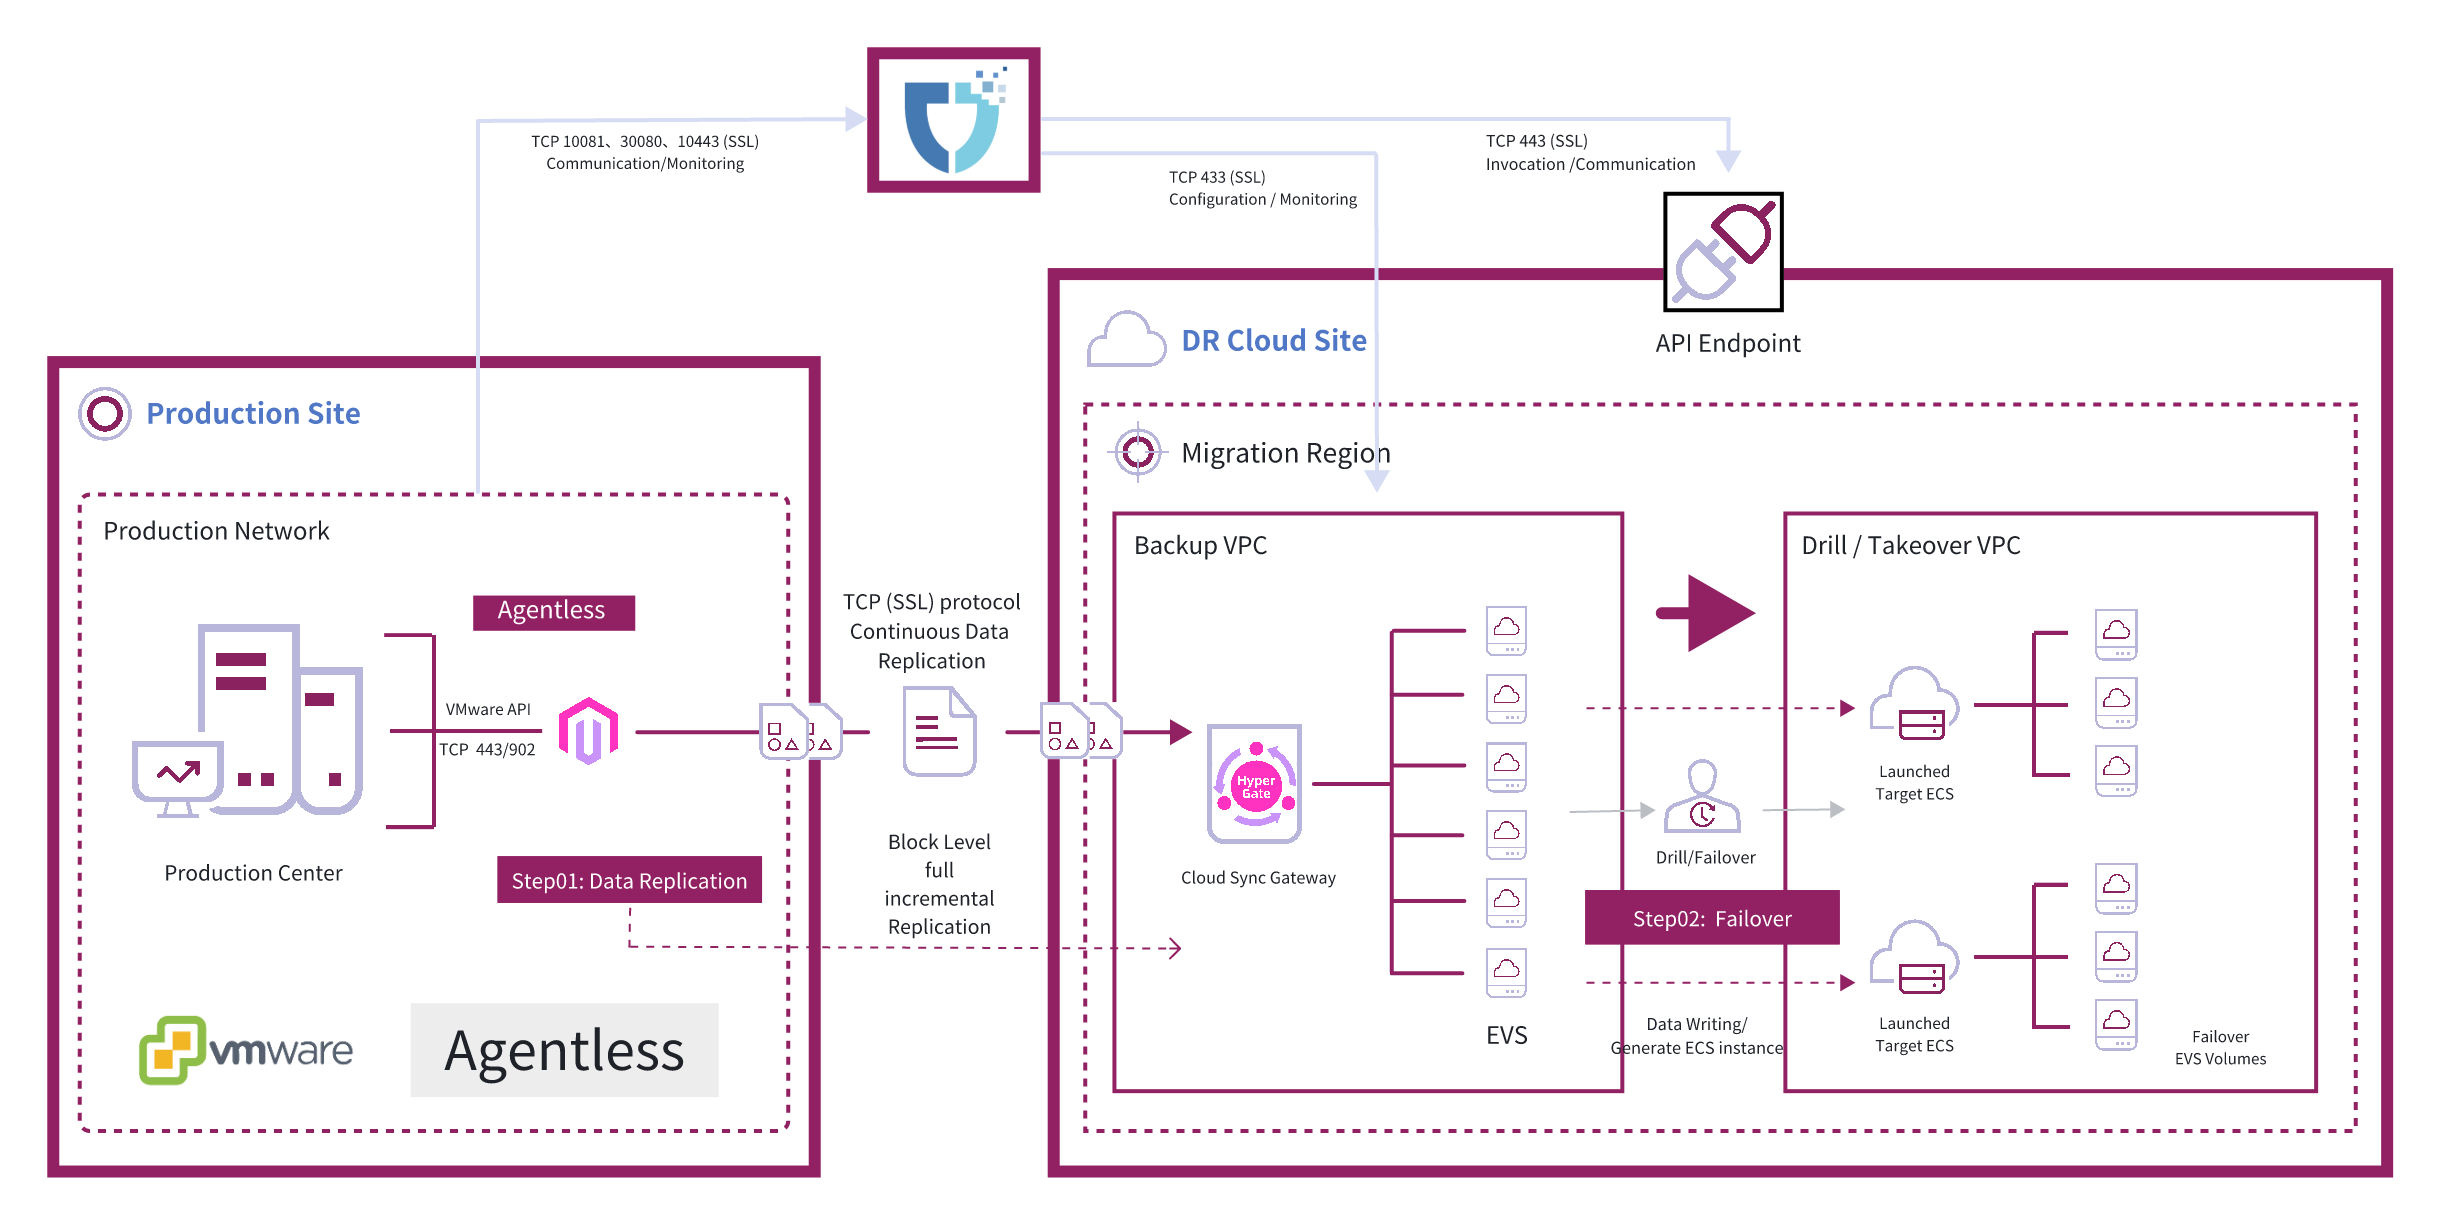 TCP 10081、30080、10443 (SSL)
Communication/Monitoring
TCP 433 (SSL)
Configuration / Monitoring
TCP 443 (SSL)
Invocation /Communication
API Endpoint
Production Site
Production Network
Agentless
VMware API
TCP 443/902
Production Center
Step01: Data Replication
vmware
Agentless
TCP (SSL) protocol
Continuous Data
Replication
Block Level
full
incremental
Replication
DR Cloud Site
Migration Region
Backup VPC
Hyper
Gate
Cloud Sync Gateway
EVS
Drill/Failover
Step02: Failover
Data Writing/
Generate ECS instance
Drill / Takeover VPC
Launched
Target ECS
Launched
Target ECS
Failover
EVS Volumes